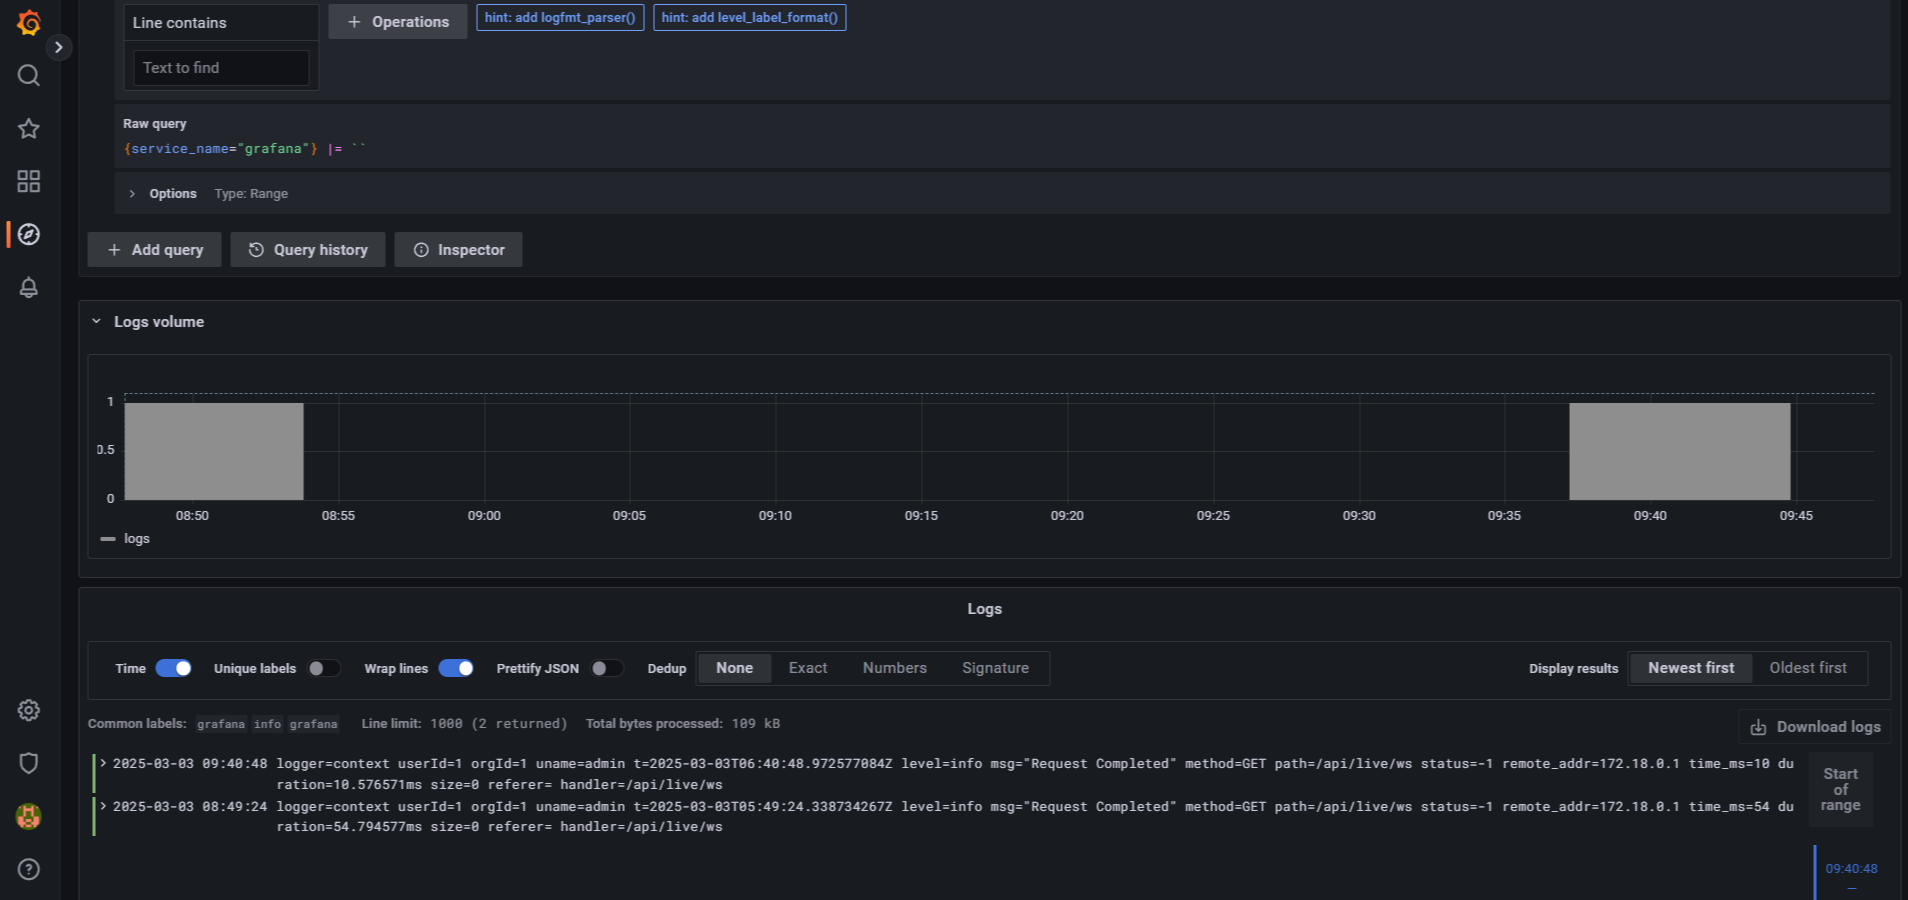 Line contains
Operations
hint: add logfmt_parser()
hint: add level_label_format()
Text to find
Raw query
{service_name="grafana"} |= ``
Options Type: Range
Add query
Query history
Inspector
Logs volume
1
0.5
0
08:50 08:55 09:00 09:05 09:10 09:15 09:20 09:25 09:30 09:35 09:40 09:45
logs
Logs
Time Unique labels Wrap lines Prettify JSON Dedup None Exact Numbers Signature Display results Newest first Oldest first
Common labels: grafana info grafana Line limit: 1000 (2 returned) Total bytes processed: 109 kB
Download logs
2025-03-03 09:40:48 logger=context userId=1 orgId=1 uname=admin t=2025-03-03T06:40:48.972577084Z level=info msg="Request Completed" method=GET path=/api/live/ws status=-1 remote_addr=172.18.0.1 time_ms=10 du
ration=10.576571ms size=0 referer= handler=/api/live/ws
2025-03-03 08:49:24 logger=context userId=1 orgId=1 uname=admin t=2025-03-03T05:49:24.338734267Z level=info msg="Request Completed" method=GET path=/api/live/ws status=-1 remote_addr=172.18.0.1 time_ms=54 du
ration=54.794577ms size=0 referer= handler=/api/live/ws
Start
of
range
09:40:48
—